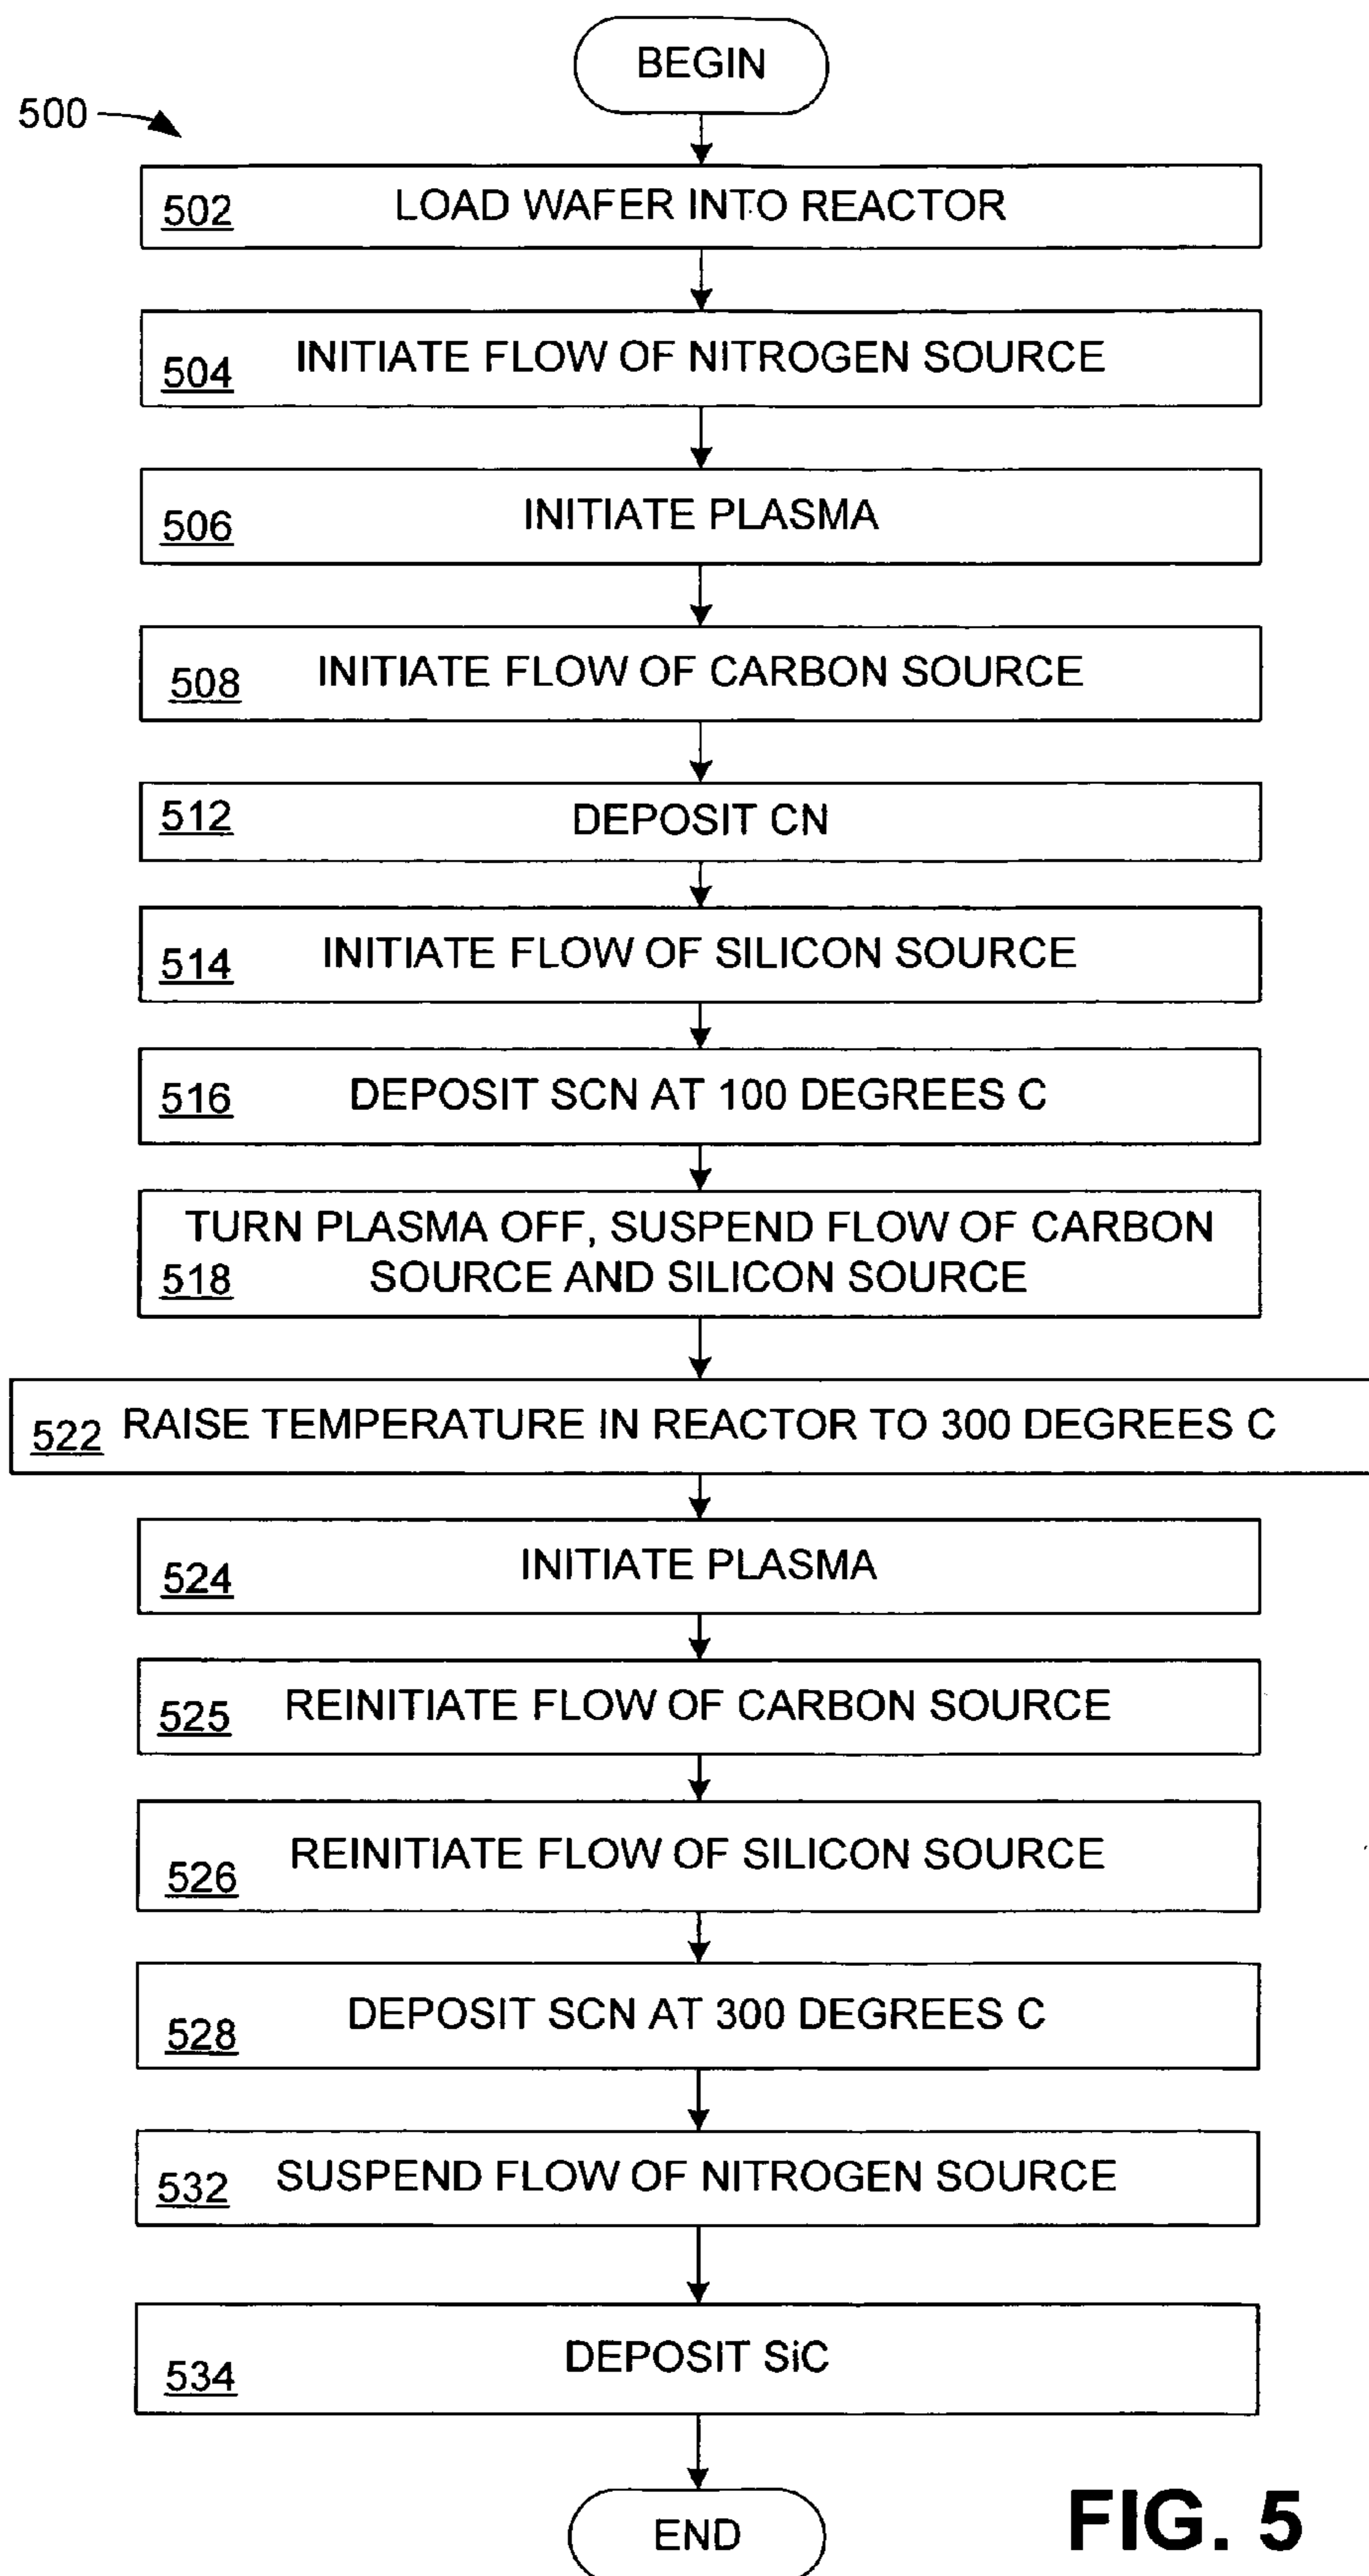 BEGIN
500
502 LOAD WAFER INTO REACTOR
504 INITIATE FLOW OF NITROGEN SOURCE
506 INITIATE PLASMA
508 INITIATE FLOW OF CARBON SOURCE
512 DEPOSIT CN
514 INITIATE FLOW OF SILICON SOURCE
516 DEPOSIT SCN AT 100 DEGREES C
TURN PLASMA OFF, SUSPEND FLOW OF CARBON
518 SOURCE AND SILICON SOURCE
522 RAISE TEMPERATURE IN REACTOR TO 300 DEGREES C
524 INITIATE PLASMA
525 REINITIATE FLOW OF CARBON SOURCE
526 REINITIATE FLOW OF SILICON SOURCE
528 DEPOSIT SCN AT 300 DEGREES C
532 SUSPEND FLOW OF NITROGEN SOURCE
534 DEPOSIT SiC
END
FIG. 5